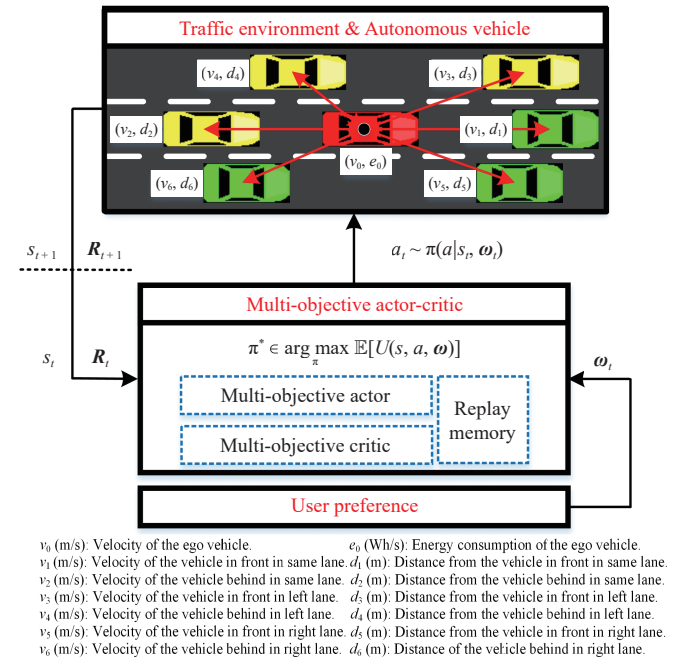 Traffic environment & Autonomous vehicle
(v₄, d₄)
(v₃, d₃)
(v₂, d₂)
(v₁, d₁)
(v₀, e₀)
(v₆, d₆)
(v₅, d₅)
sₜ₊₁ Rₜ₊₁
aₜ ~ π(a|sₜ, ωₜ)
Multi-objective actor-critic
π* ∈ arg max 𝔼[U(s, a, ω)]
π
sₜ Rₜ
ωₜ
Multi-objective actor
Replay
memory
Multi-objective critic
User preference
v₀ (m/s): Velocity of the ego vehicle. e₀ (Wh/s): Energy consumption of the ego vehicle.
v₁ (m/s): Velocity of the vehicle in front in same lane. d₁ (m): Distance from the vehicle in front in same lane.
v₂ (m/s): Velocity of the vehicle behind in same lane. d₂ (m): Distance from the vehicle behind in same lane.
v₃ (m/s): Velocity of the vehicle in front in left lane. d₃ (m): Distance from the vehicle in front in left lane.
v₄ (m/s): Velocity of the vehicle behind in left lane. d₄ (m): Distance from the vehicle behind in left lane.
v₅ (m/s): Velocity of the vehicle in front in right lane. d₅ (m): Distance from the vehicle in front in right lane.
v₆ (m/s): Velocity of the vehicle behind in right lane. d₆ (m): Distance of the vehicle behind in right lane.